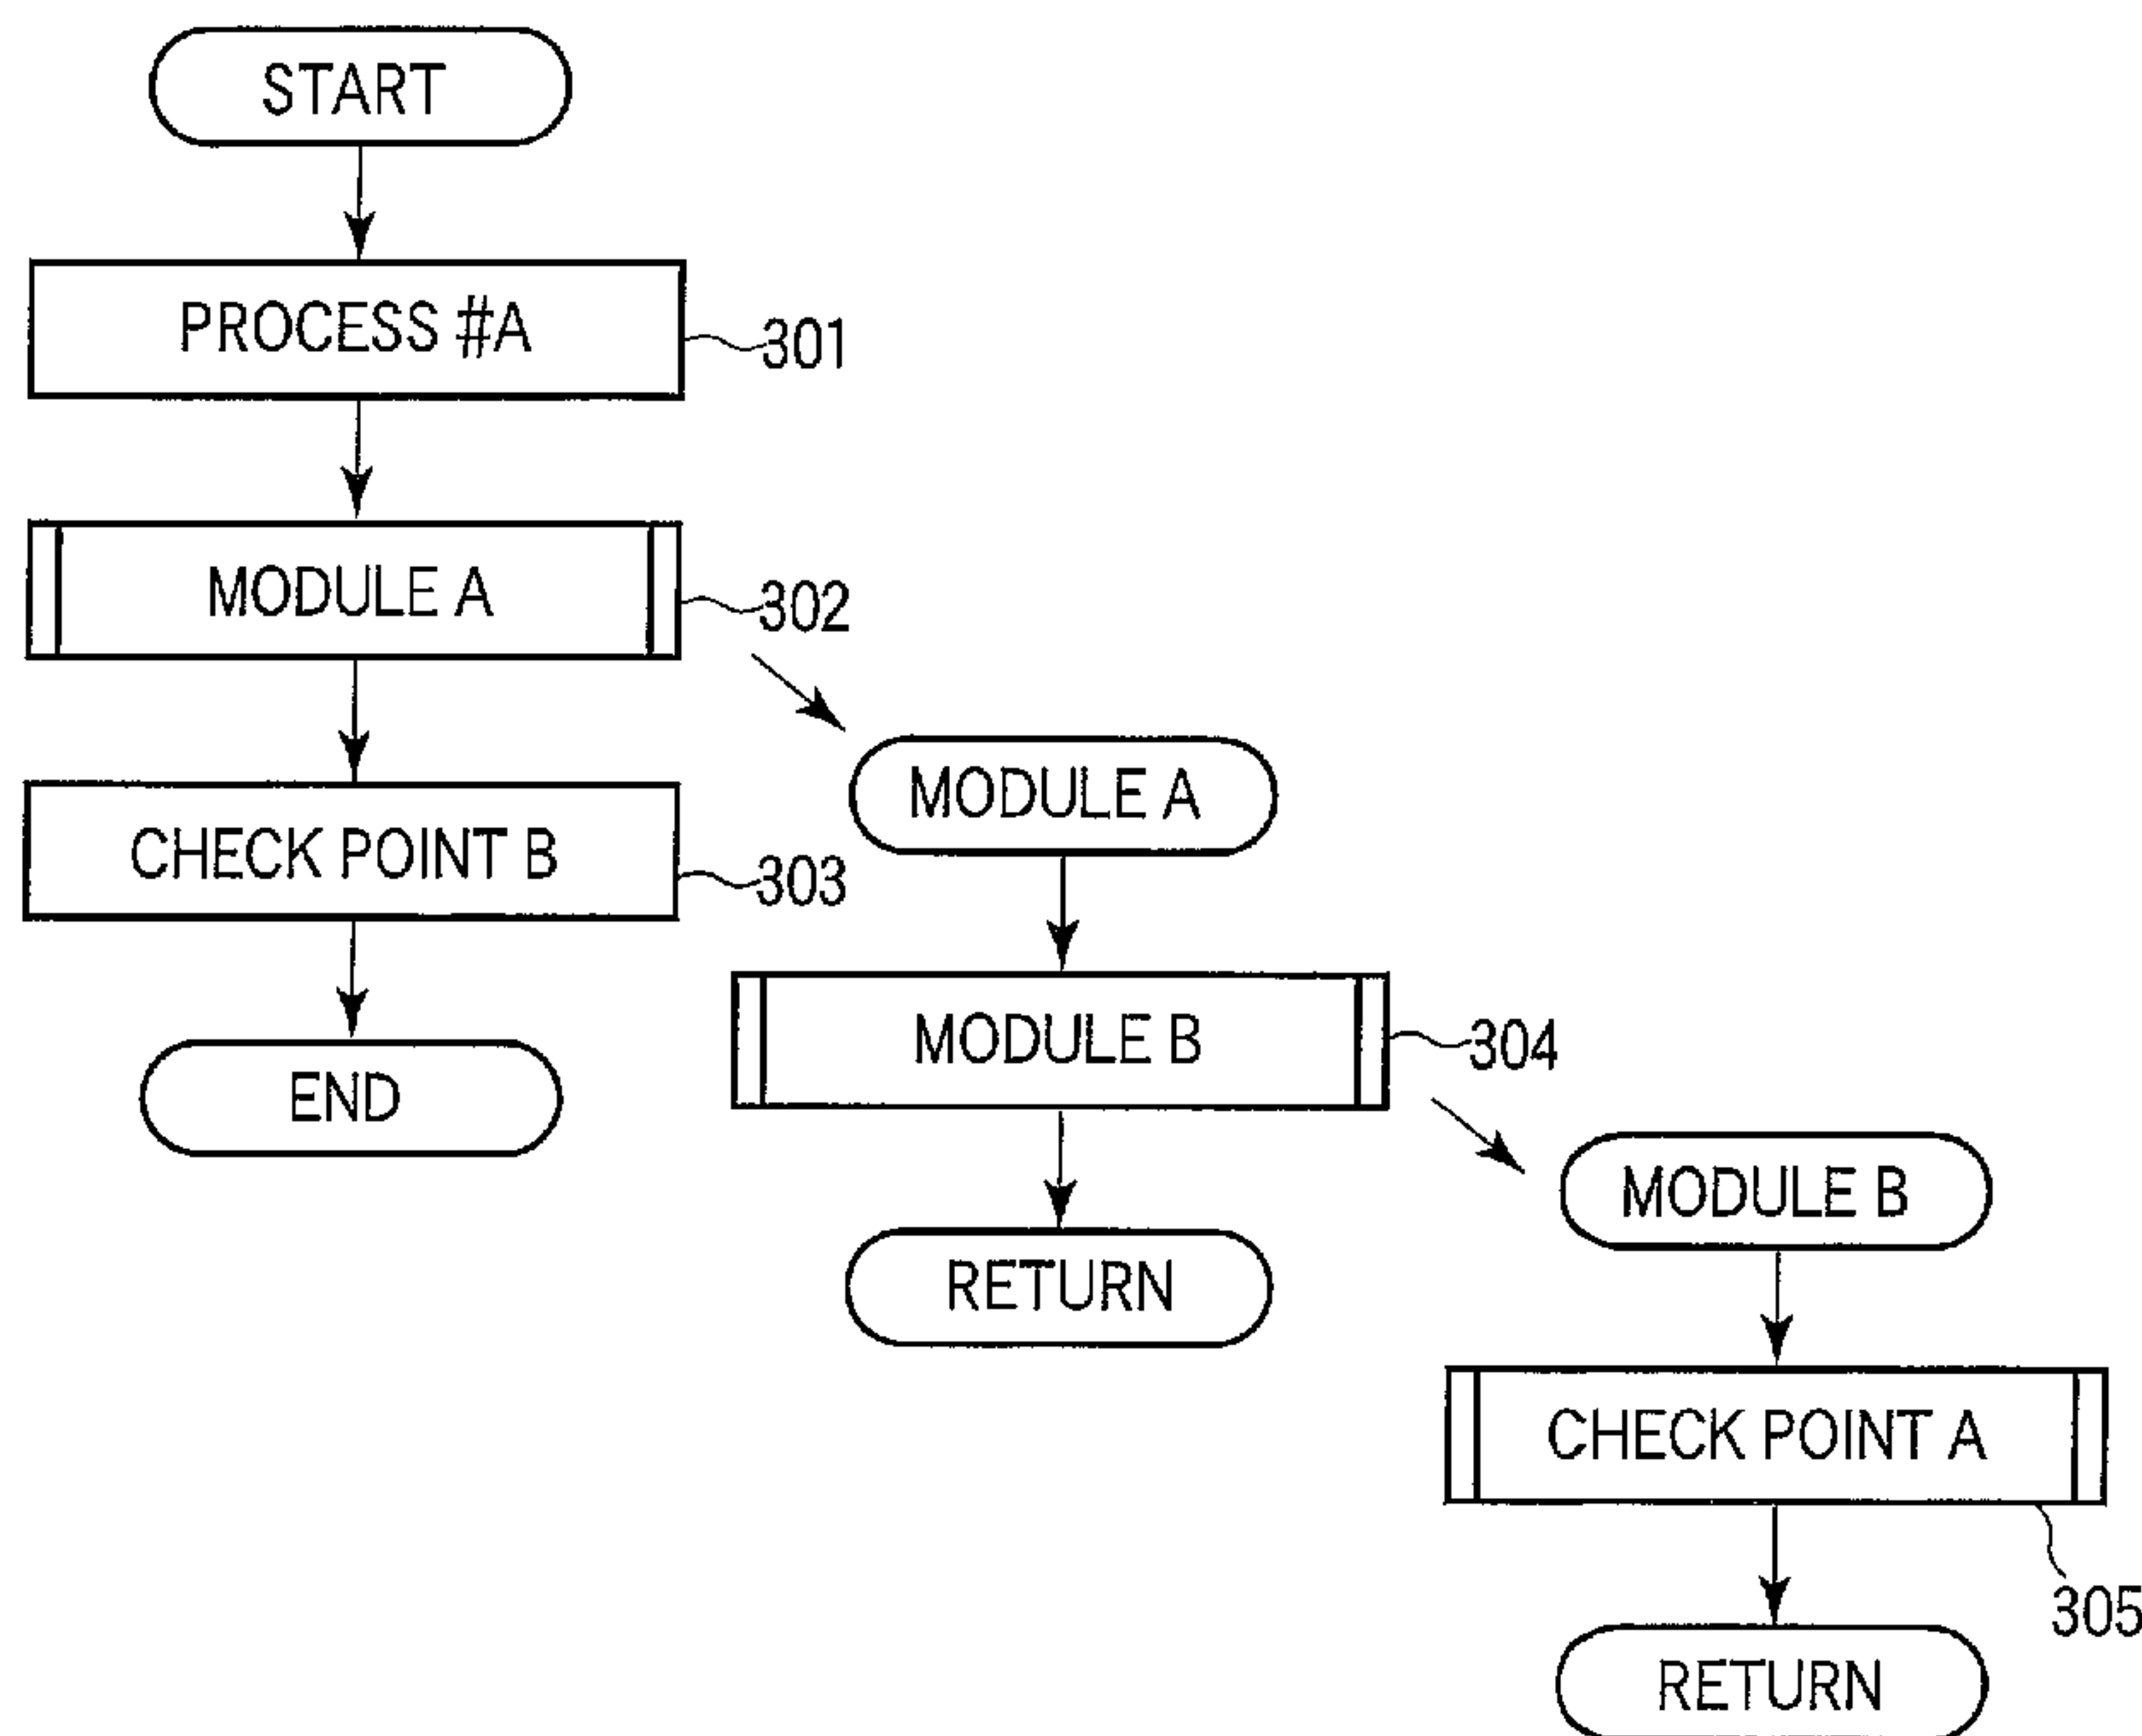 START
PROCESS #A
301
MODULE A
302
CHECK POINT B
303
END
MODULE A
MODULE B
304
RETURN
MODULE B
CHECK POINT A
305
RETURN